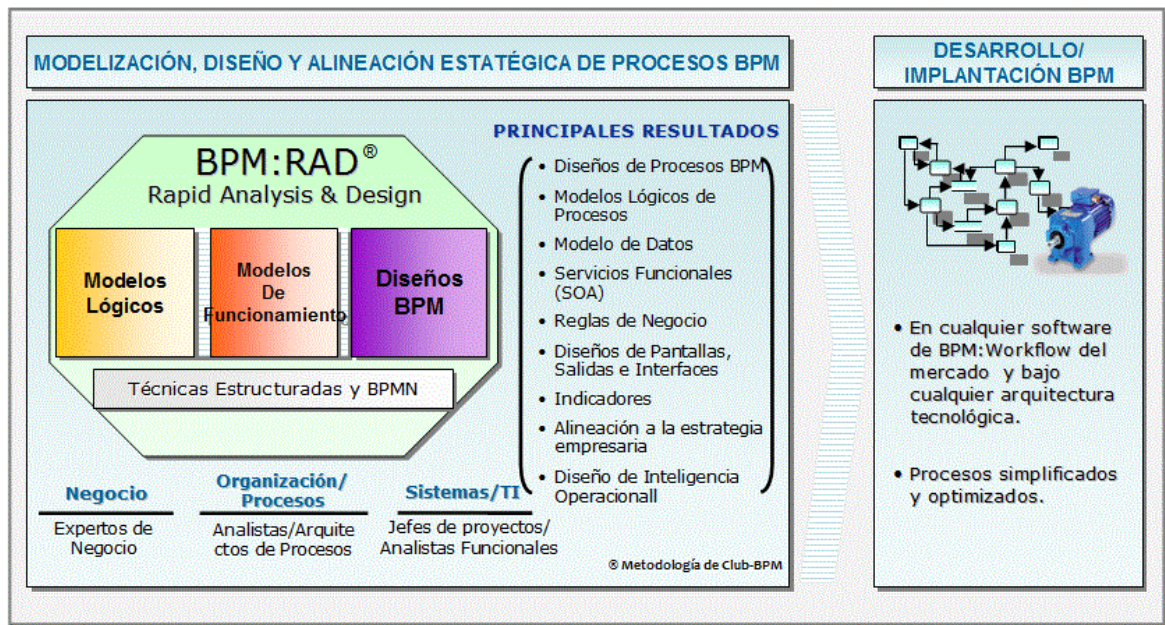 MODELIZACIÓN, DISEÑO Y ALINEACIÓN ESTATÉGICA DE PROCESOS BPM
BPM:RAD®
Rapid Analysis & Design
Modelos
Lógicos
Modelos
De
Funcionamiento
Diseños
BPM
Técnicas Estructuradas y BPMN
Negocio
Expertos de
Negocio
Organización/
Procesos
Analistas/Arquite
ctos de Procesos
Sistemas/TI
Jefes de proyectos/
Analistas Funcionales
PRINCIPALES RESULTADOS
• Diseños de Procesos BPM
• Modelos Lógicos de
Procesos
• Modelo de Datos
• Servicios Funcionales
(SOA)
• Reglas de Negocio
• Diseños de Pantallas,
Salidas e Interfaces
• Indicadores
• Alineación a la estrategia
empresaria
• Diseño de Inteligencia
Operacionall
® Metodología de Club-BPM
DESARROLLO/
IMPLANTACIÓN BPM
• En cualquier software
de BPM:Workflow del
mercado y bajo
cualquier arquitectura
tecnológica.
• Procesos simplificados
y optimizados.